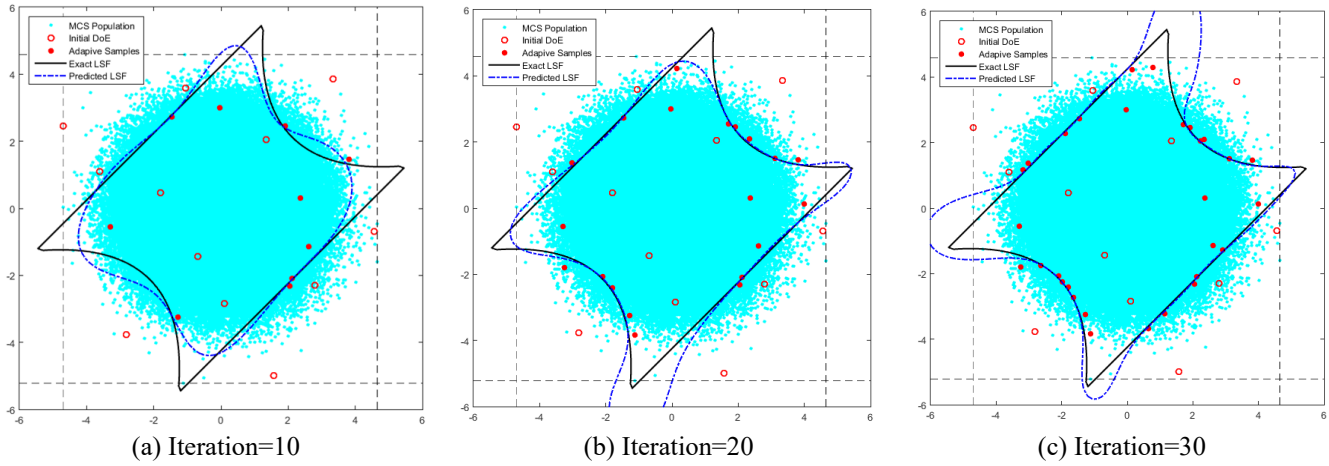 MCS Population
Initial DoE
Adapive Samples
Exact LSF
Predicted LSF
6
4
2
0
-2
-4
-6
-6 -4 -2 0 2 4 6
(a) Iteration=10
MCS Population
Initial DoE
Adapive Samples
Exact LSF
Predicted LSF
6
4
2
0
-2
-4
-6
-6 -4 -2 0 2 4 6
(b) Iteration=20
MCS Population
Initial DoE
Adapive Samples
Exact LSF
Predicted LSF
6
4
2
0
-2
-4
-6
-6 -4 -2 0 2 4 6
(c) Iteration=30